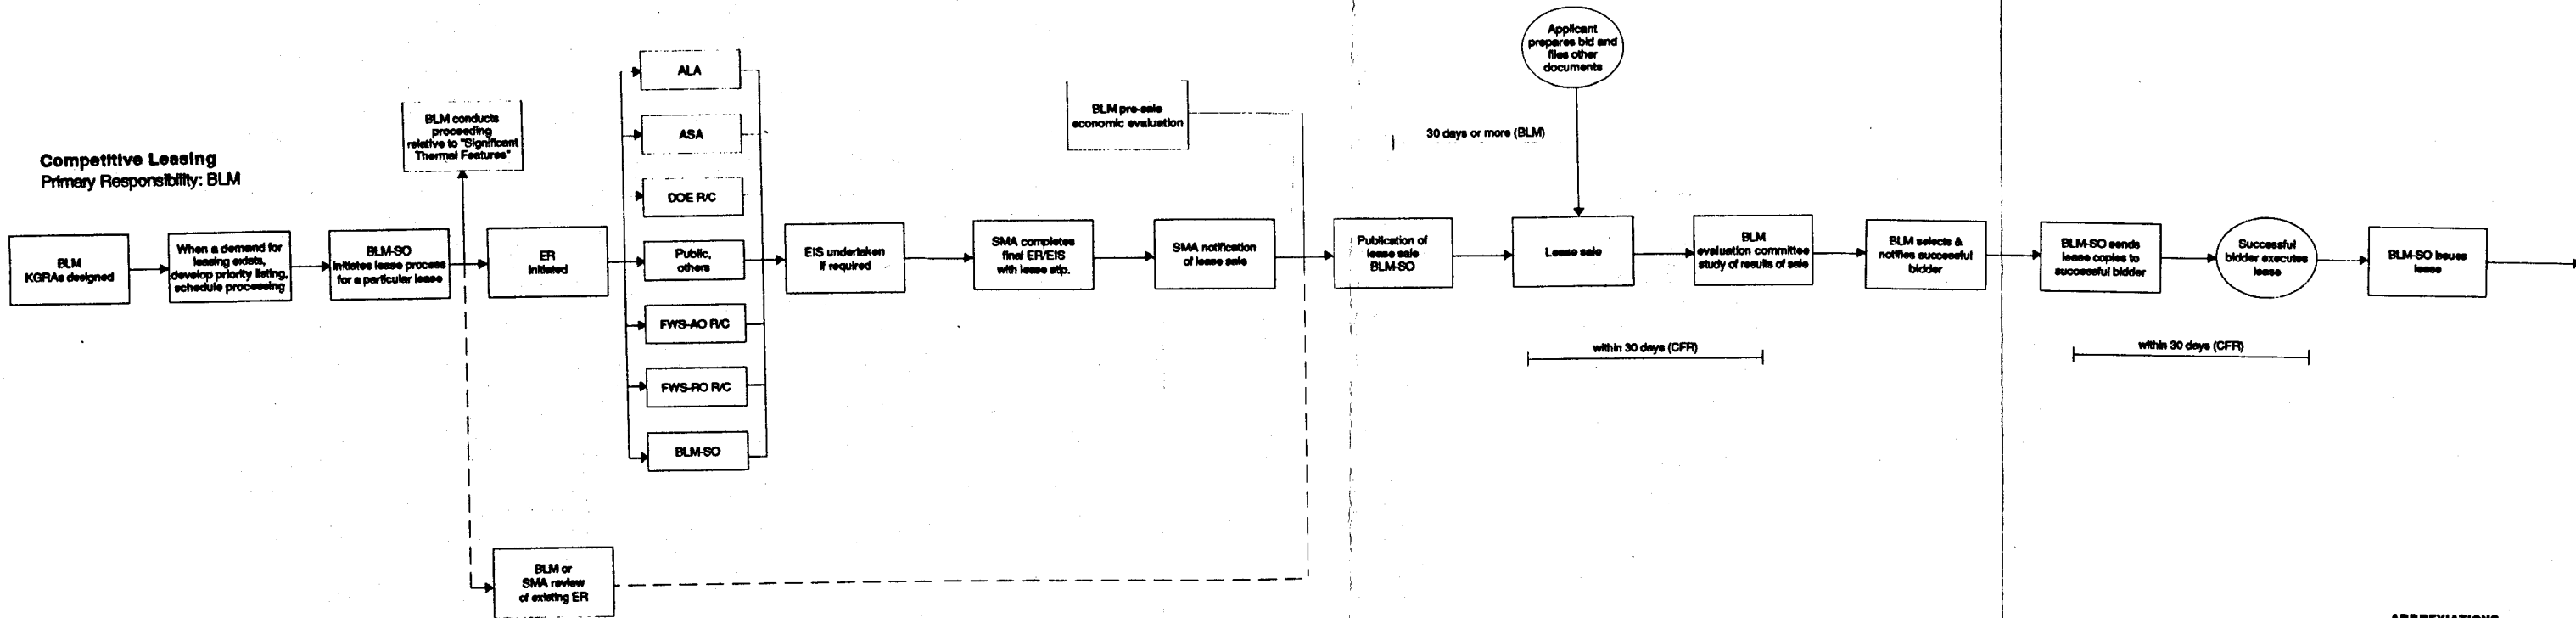 Competitive Leasing
Primary Responsibility: BLM
BLM
KGRAs designed
When a demand for
leasing exists,
develop priority listing,
schedule processing
BLM-SO
initiates lease process
for a particular lease
BLM conducts
proceeding
relative to "Significant
Thermal Features"
ER
initiated
BLM or
SMA review
of existing ER
ALA
ASA
DOE R/C
Public,
others
FWS-AO R/C
FWS-RO R/C
BLM-SO
EIS undertaken
if required
SMA completes
final ER/EIS
with lease stip.
SMA notification
of lease sale
BLM pre-sale
economic evaluation
Publication of
lease sale
BLM-SO
30 days or more (BLM)
Applicant
prepares bid and
files other
documents
Lease sale
BLM
evaluation committee
study of results of sale
within 30 days (CFR)
BLM selects &
notifies successful
bidder
BLM-SO sends
lease copies to
successful bidder
Successful
bidder executes
lease
within 30 days (CFR)
BLM-SO issues
lease
ABBREVIATIONS